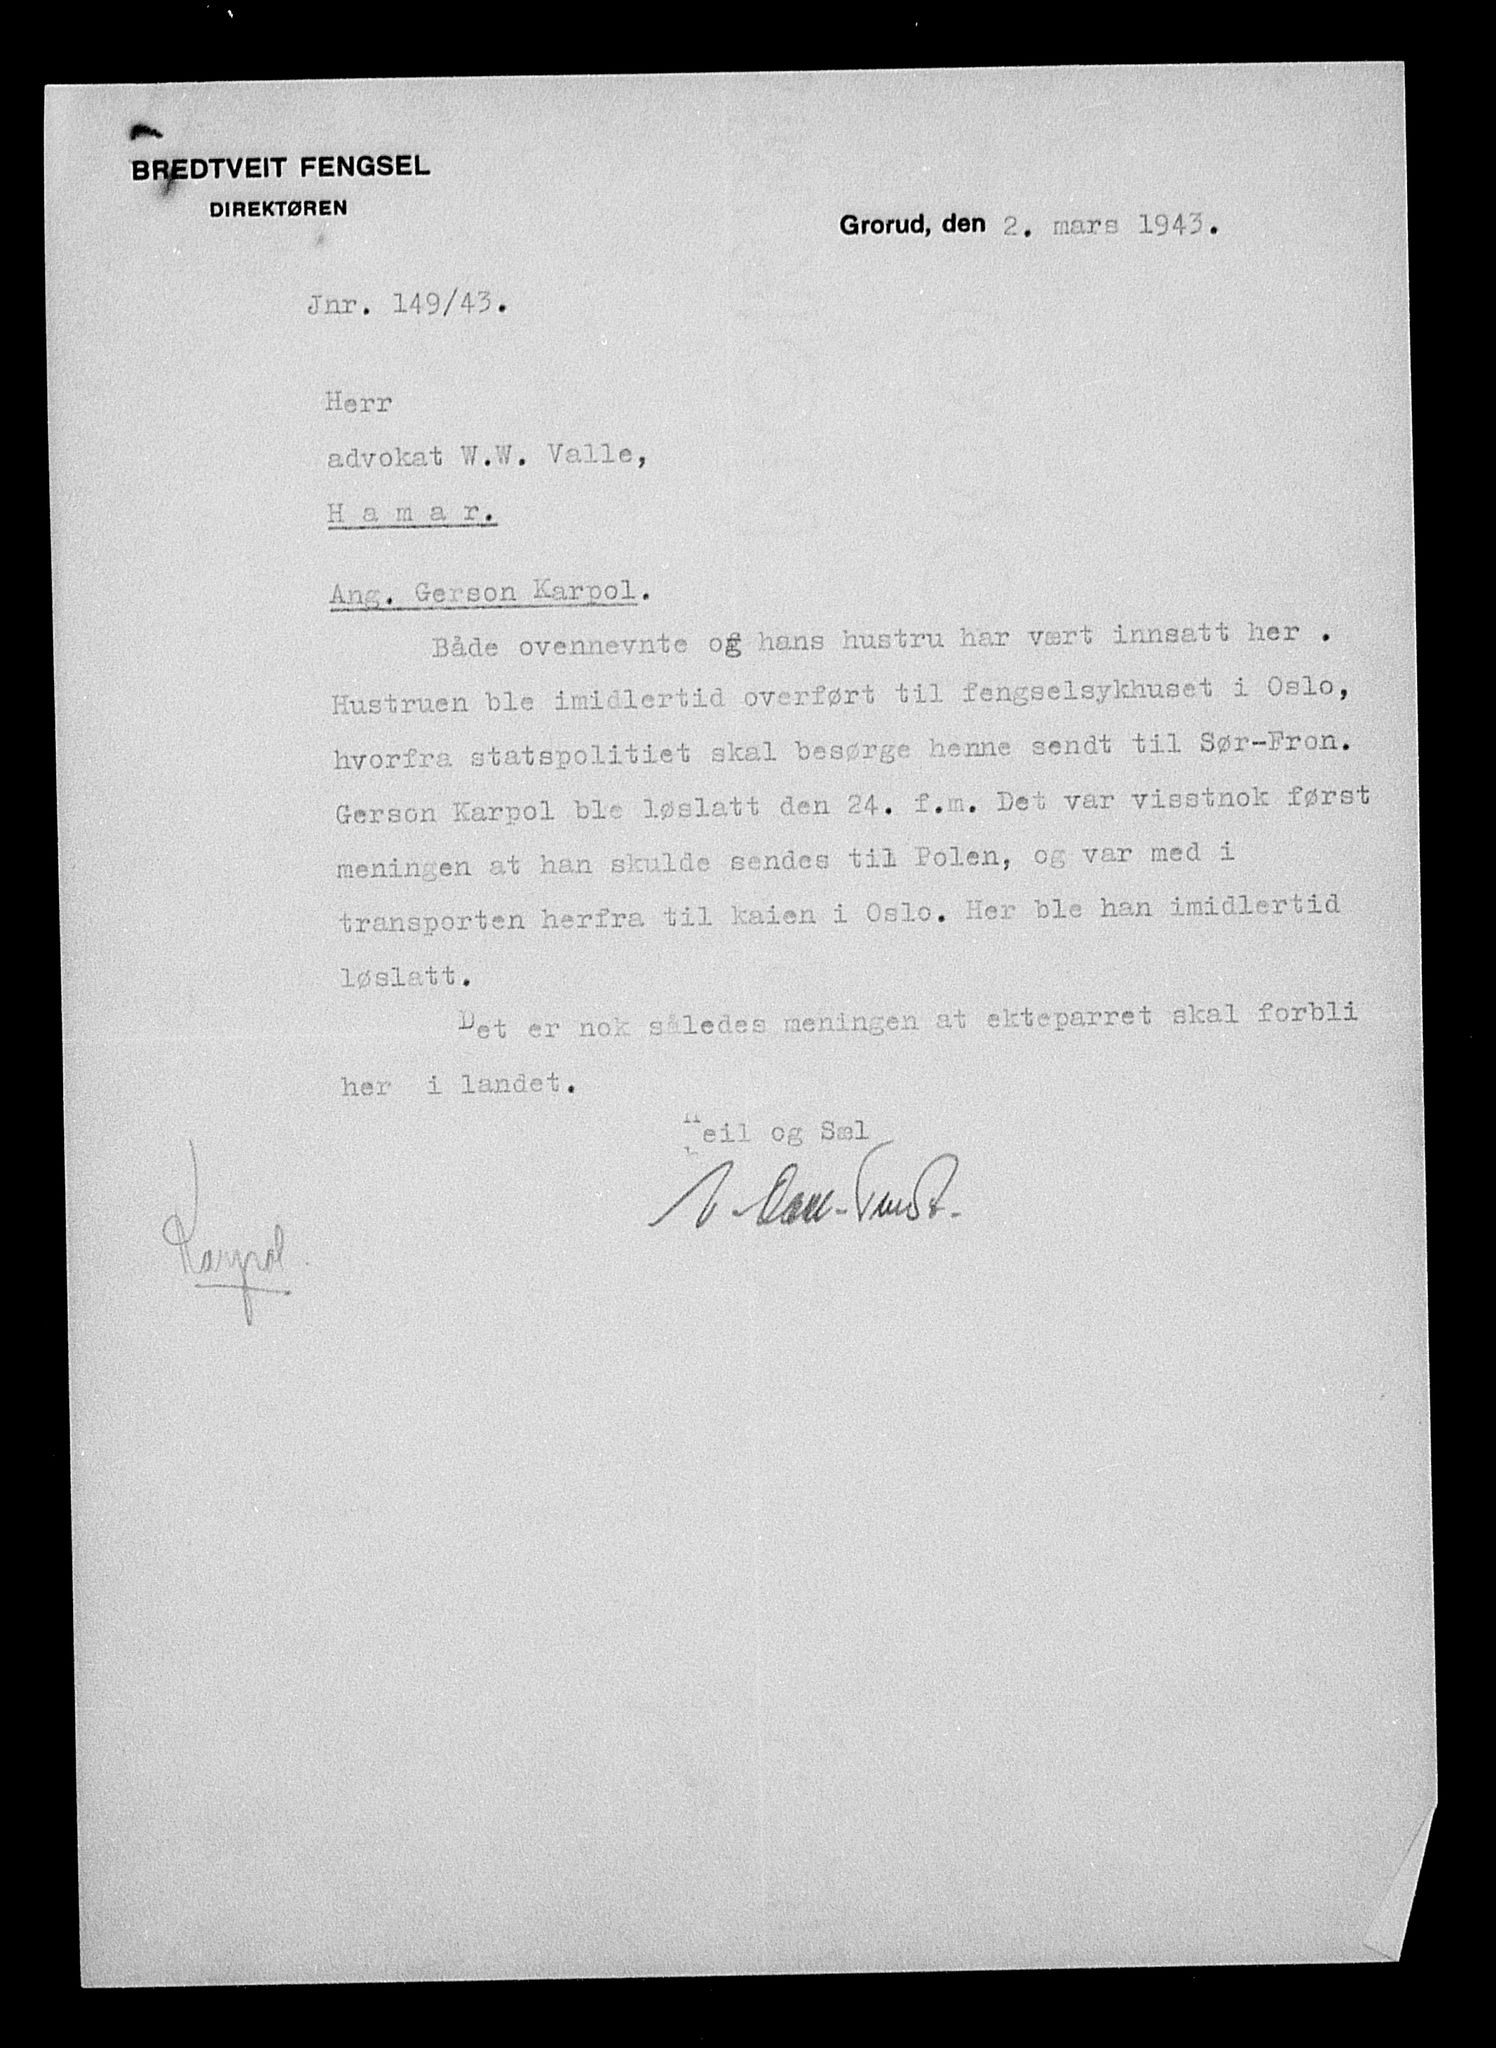 BREDTVEIT FENGSEL
DIREKTØREN
Grorud, den 2. mars 1943.
Jnr. 149/43.
Herr
advokat W.W. Valle,
H a m a r.
Ang. Gerson Karpol.
Både ovennevnte og hans hustru har vært innsatt her .
Hustruen ble imidlertid overført til fengselsykhuset i Oslo,
hvorfra statspolitiet skal besørge henne sendt til Sør-Fron.
Gerson Karpol ble løslatt den 24. f.m. Det var visstnok først
meningen at han skulde sendes til Polen, og var med i
transporten herfra til kaien i Oslo. Her ble han imidlertid
løslatt.
Det er nok således meningen at ekteparret skal forbli
her i landet.
Heil og Sæl
Karpol